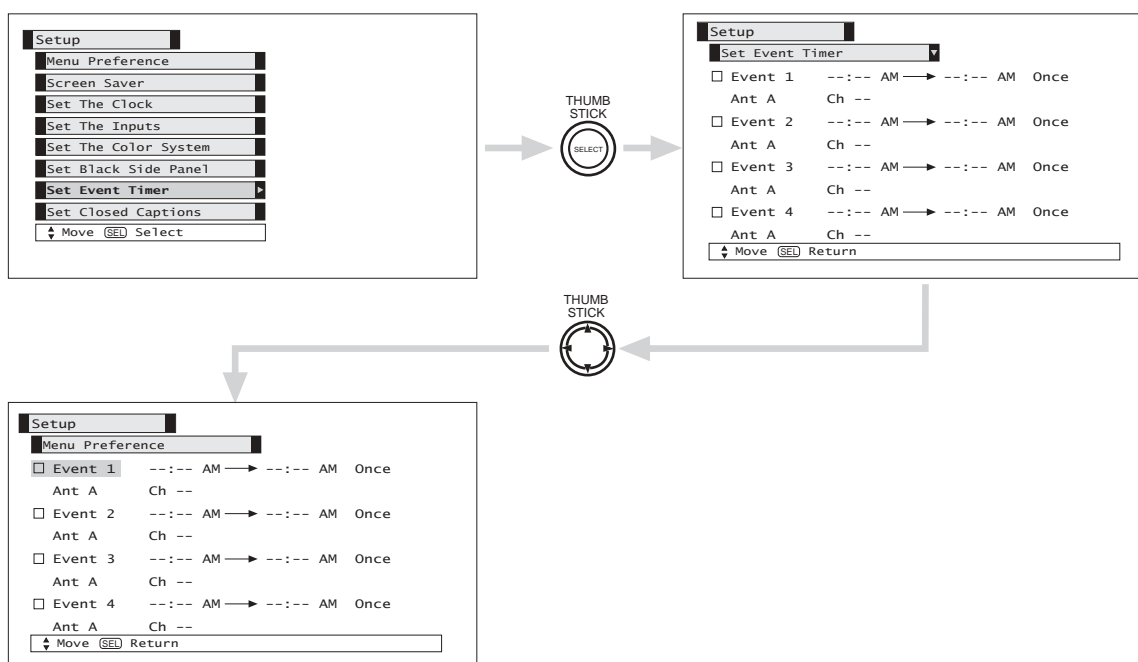 Setup
Menu Preference
Screen Saver
Set The Clock
Set The Inputs
Set The Color System
Set Black Side Panel
Set Event Timer
Set Closed Captions
Move SEL Select
THUMB
STICK
SELECT
Setup
Set Event Timer
Event 1 --:-- AM --:-- AM Once
Ant A Ch --
Event 2 --:-- AM --:-- AM Once
Ant A Ch --
Event 3 --:-- AM --:-- AM Once
Ant A Ch --
Event 4 --:-- AM --:-- AM Once
Ant A Ch --
Move SEL Return
THUMB
STICK
Setup
Menu Preference
Event 1 --:-- AM --:-- AM Once
Ant A Ch --
Event 2 --:-- AM --:-- AM Once
Ant A Ch --
Event 3 --:-- AM --:-- AM Once
Ant A Ch --
Event 4 --:-- AM --:-- AM Once
Ant A Ch --
Move SEL Return